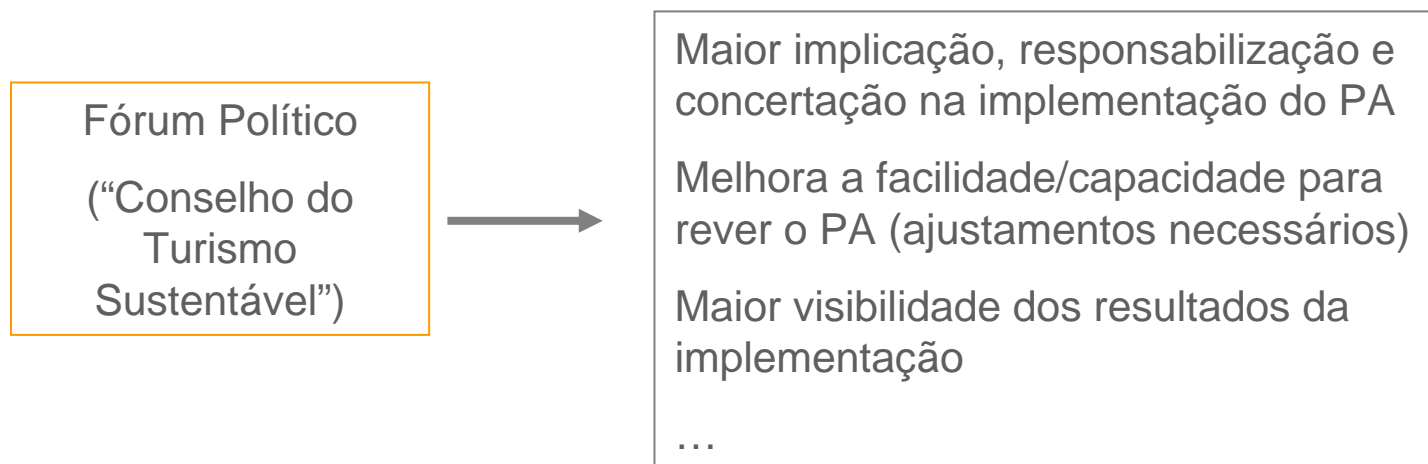 Fórum Político
(“Conselho do
Turismo
Sustentável”)
Maior implicação, responsabilização e
concertação na implementação do PA
Melhora a facilidade/capacidade para
rever o PA (ajustamentos necessários)
Maior visibilidade dos resultados da
implementação
…